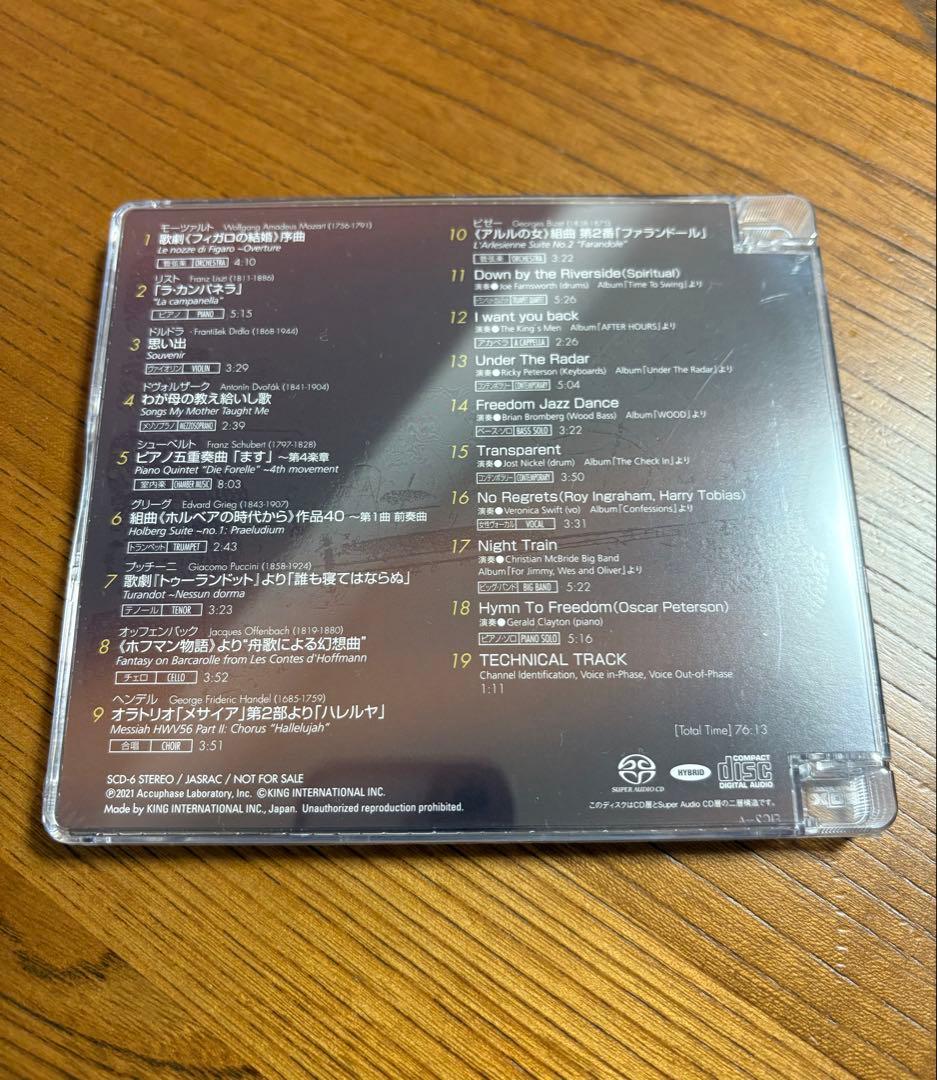 モーツァルト Wolfgang Amadeus Mozart (1756-1791)
1 歌劇《フィガロの結婚》序曲
Le nozze di Figaro ~Overture
管弦楽 ORCHESTRA 4:10
リスト Franz Liszt (1811-1886)
2 「ラ・カンパネラ」
"La campanella"
ピアノ PIANO 5:15
ドルドラ・František Drdla (1868-1944)
3 思い出
Souvenir
ヴァイオリン VIOLIN 3:29
ドヴォルザーク Antonín Dvořák (1841-1904)
4 わが母の教え給いし歌
Songs My Mother Taught Me
メゾソプラノ MEZZOSOPRANO 2:39
シューベルト Franz Schubert (1797-1828)
5 ピアノ五重奏曲「ます」~第4楽章
Piano Quintet "Die Forelle" ~4th movement
室内楽 CHAMBER MUSIC 8:03
グリーグ Edvard Grieg (1843-1907)
6 組曲《ホルベアの時代から》作品40 ~第1曲 前奏曲
Holberg Suite ~no.1: Praeludium
トランペット TRUMPET 2:43
プッチーニ Giacomo Puccini (1858-1924)
7 歌劇「トゥーランドット」より「誰も寝てはならぬ」
Turandot ~Nessun dorma
テノール TENOR 3:23
オッフェンバック Jacques Offenbach (1819-1880)
8 《ホフマン物語》より"舟歌による幻想曲"
Fantasy on Barcarolle from Les Contes d'Hoffmann
チェロ CELLO 3:52
ヘンデル George Frideric Handel (1685-1759)
9 オラトリオ「メサイア」第2部より「ハレルヤ」
Messiah HWV56 Part II: Chorus "Hallelujah"
合唱 CHOIR 3:51
SCD-6 STEREO / JASRAC / NOT FOR SALE
℗2021 Accuphase Laboratory, Inc. ©KING INTERNATIONAL INC.
Made by KING INTERNATIONAL INC., Japan. Unauthorized reproduction prohibited.
ビゼー Georges Bizet (1838-1875)
10 《アルルの女》組曲 第2番「ファランドール」
L'Arlesienne Suite No.2 "Farandole"
管弦楽 ORCHESTRA 3:22
11 Down by the Riverside(Spiritual)
演奏●Joe Farnsworth (drums) Album「Time To Swing」より
TRUMPET QUARTET 5:26
12 I want you back
演奏●The King's Men Album「AFTER HOURS」より
アカペラ A CAPPELLA 2:26
13 Under The Radar
演奏●Ricky Peterson (Keyboards) Album「Under The Radar」より
コンテンポラリー CONTEMPORARY 5:04
14 Freedom Jazz Dance
演奏●Brian Bromberg (Wood Bass) Album「WOOD」より
ベース・ソロ BASS SOLO 3:22
15 Transparent
演奏●Jost Nickel (drum) Album「The Check In」より
コンテンポラリー CONTEMPORARY 3:50
16 No Regrets(Roy Ingraham, Harry Tobias)
演奏●Veronica Swift (vo) Album「Confessions」より
女性ヴォーカル VOCAL 3:31
17 Night Train
演奏●Christian McBride Big Band
Album「For Jimmy, Wes and Oliver」より
ビッグ・バンド BIG BAND 5:22
18 Hymn To Freedom(Oscar Peterson)
演奏●Gerald Clayton (piano)
ピアノ・ソロ PIANO SOLO 5:16
19 TECHNICAL TRACK
Channel Identification, Voice in-Phase, Voice Out-of-Phase
1:11
[Total Time] 76:13
SUPER AUDIO CD
HYBRID
COMPACT disc DIGITAL AUDIO
このディスクはCD層とSuper Audio CD層の二層構造です。